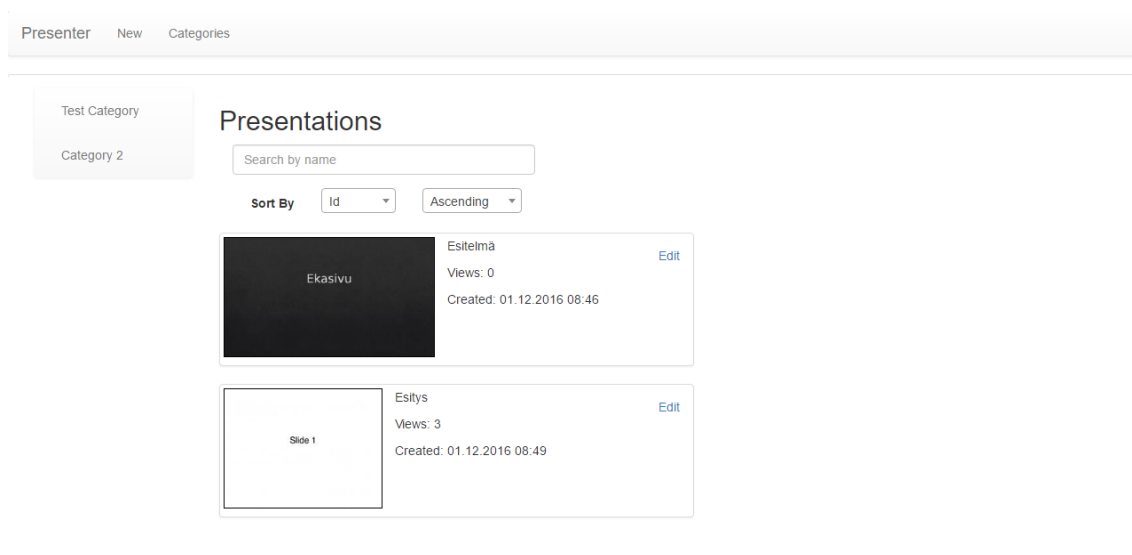 Presenter New Categories
Test Category
Category 2
Presentations
Search by name
Sort By Id Ascending
Ekasivu
Esitelmä
Views: 0
Created: 01.12.2016 08:46
Edit
Slide 1
Esitys
Views: 3
Created: 01.12.2016 08:49
Edit